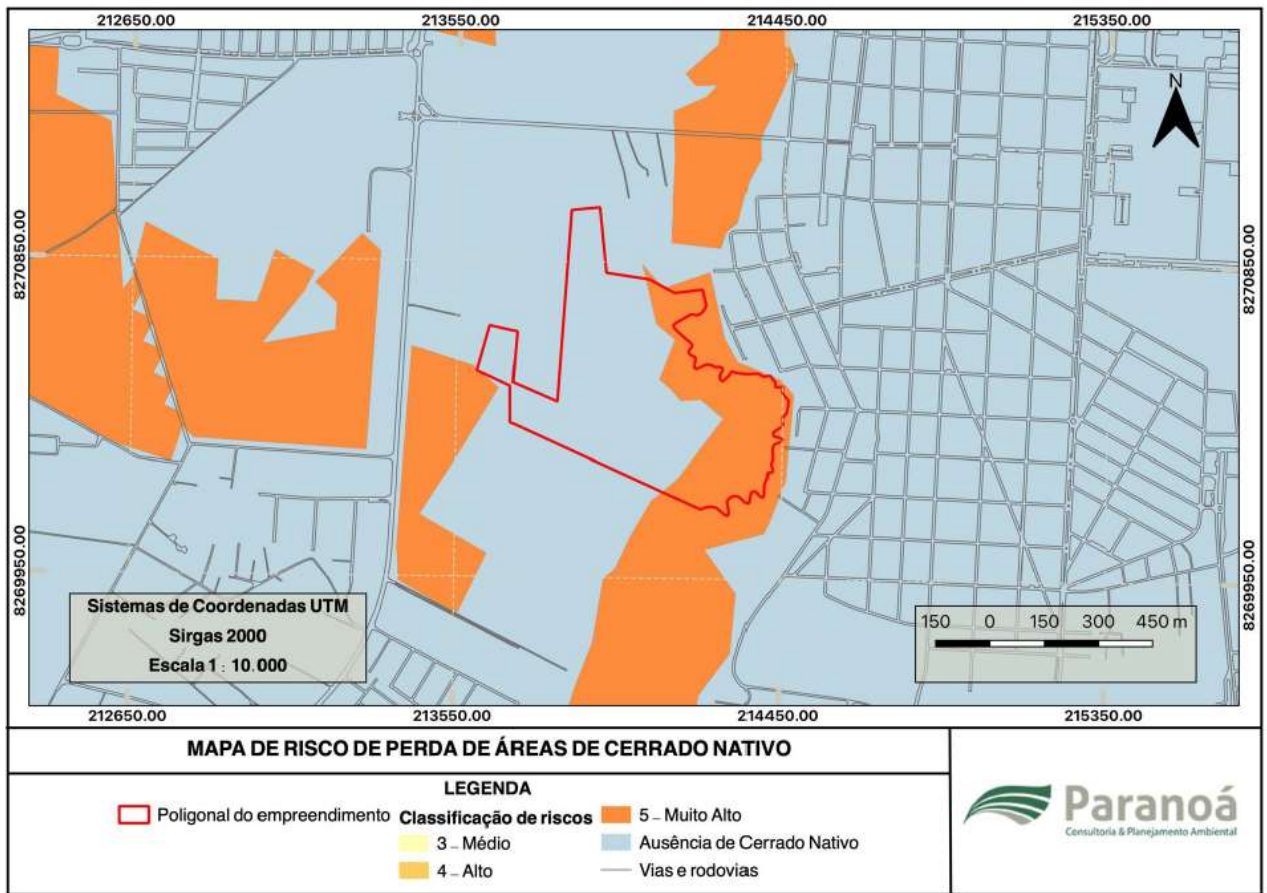 212650.00 213550.00 214450.00 215350.00
N
8270850.00 8270850.00
8269950.00 8269950.00
Sistemas de Coordenadas UTM
Sirgas 2000
Escala 1 : 10.000
150 0 150 300 450 m
212650.00 213550.00 214450.00 215350.00
MAPA DE RISCO DE PERDA DE ÁREAS DE CERRADO NATIVO
LEGENDA
Poligonal do empreendimento
Classificação de riscos
3 – Médio
4 – Alto
5 – Muito Alto
Ausência de Cerrado Nativo
Vias e rodovias
Paranoá
Consultoria & Planejamento Ambiental